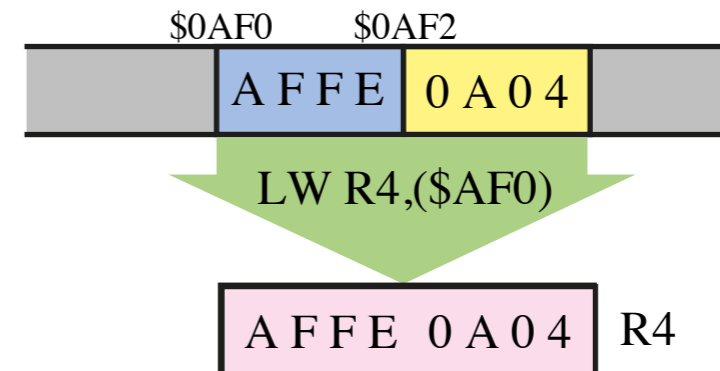 $0AF0 $0AF2
A F F E 0 A 0 4
LW R4,($AF0)
A F F E 0 A 0 4 R4